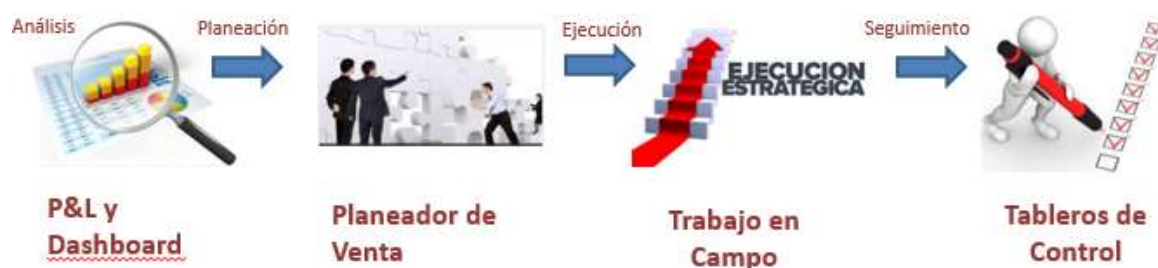 Análisis
Planeación
Ejecución
Seguimiento
EJECUCION
ESTRATEGICA
P&L y
Dashboard
Planeador de
Venta
Trabajo en
Campo
Tableros de
Control